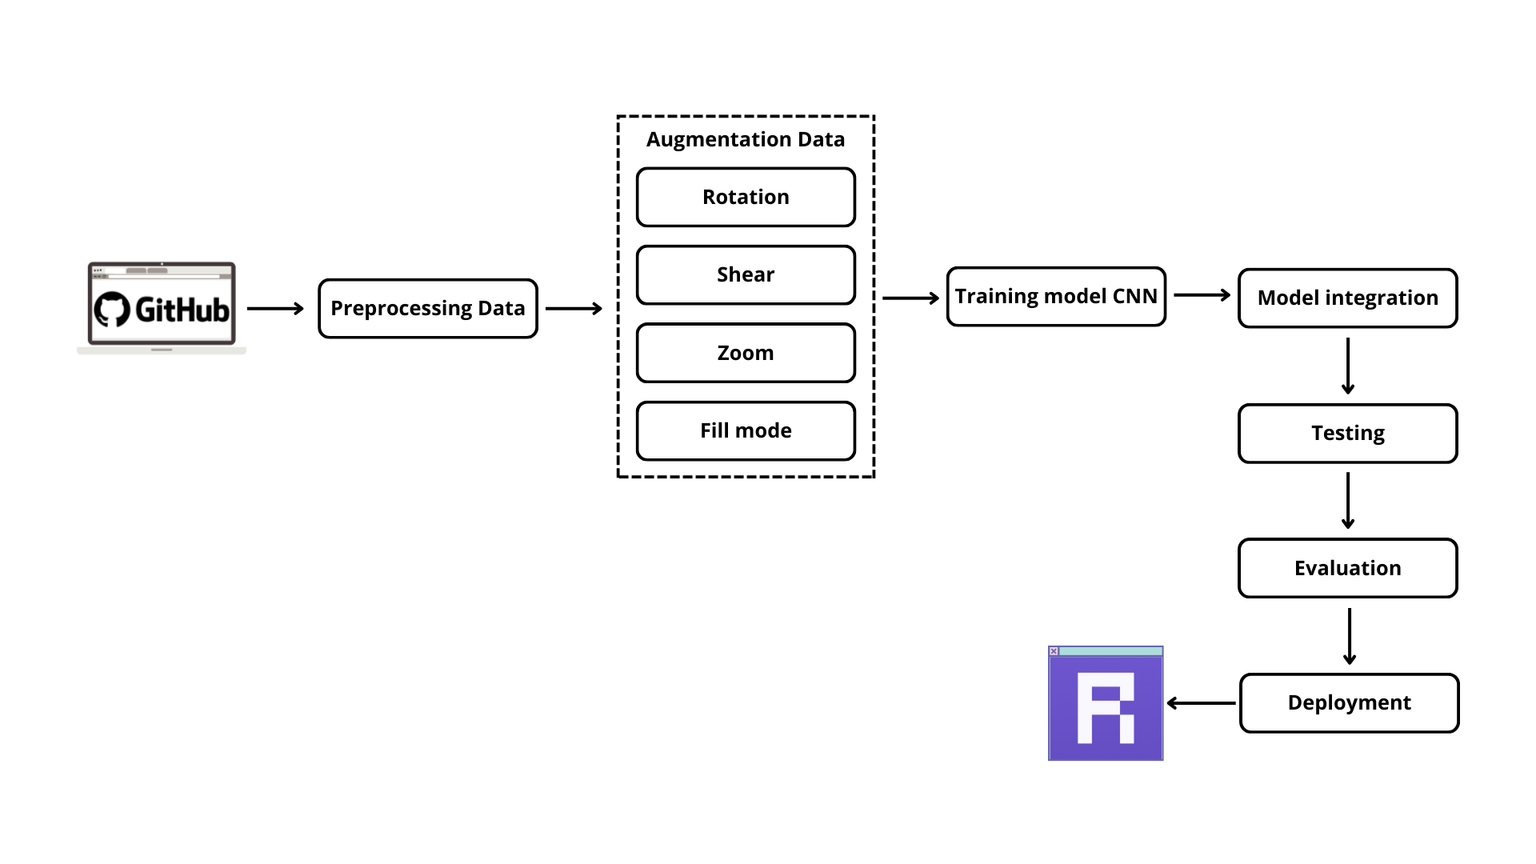 GitHub
Preprocessing Data
Augmentation Data
Rotation
Shear
Zoom
Fill mode
Training model CNN
Model integration
Testing
Evaluation
Deployment
R